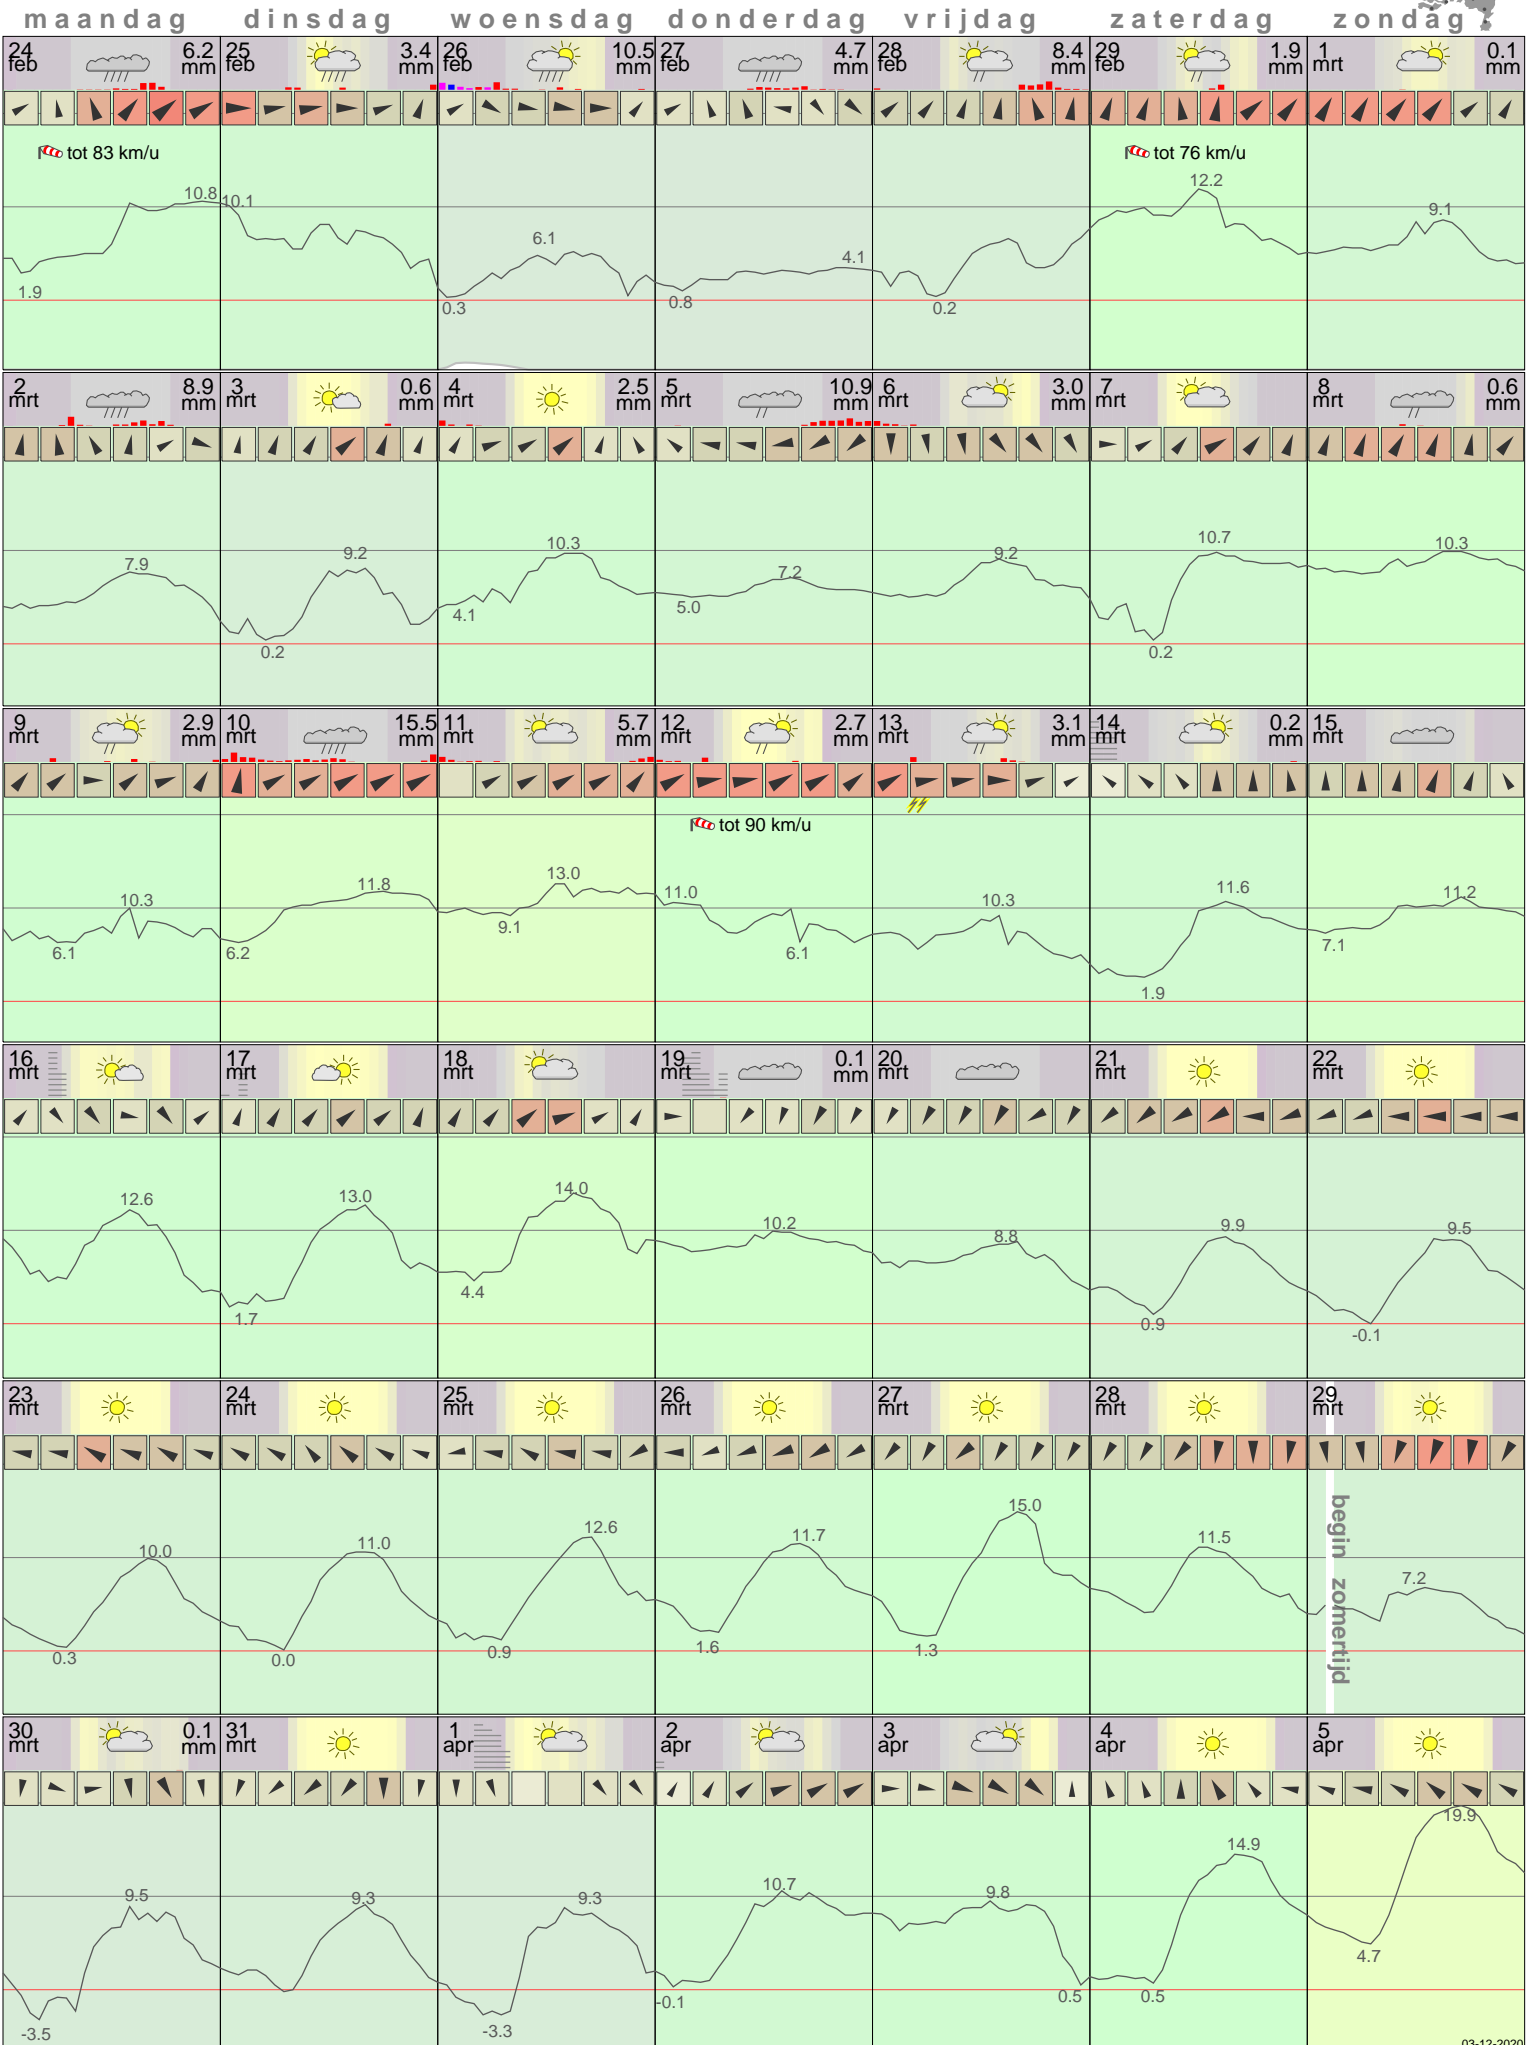 maandag dinsdag woensdag donderdag vrijdag zaterdag zondag
24 feb 6.2 mm 25 feb 3.4 mm 26 feb 10.5 mm 27 feb 4.7 mm 28 feb 8.4 mm 29 feb 1.9 mm 1 mrt 0.1 mm
tot 83 km/u tot 76 km/u
1.9 10.8 10.1 0.3 6.1 0.8 4.1 0.2 12.2 9.1
2 mrt 8.9 mm 3 mrt 0.6 mm 4 mrt 2.5 mm 5 mrt 10.9 mm 6 mrt 3.0 mm 7 mrt 8 mrt 0.6 mm
7.9 0.2 9.2 4.1 10.3 5.0 7.2 9.2 0.2 10.7 10.3
9 mrt 2.9 mm 10 mrt 15.5 mm 11 mrt 5.7 mm 12 mrt 2.7 mm 13 mrt 3.1 mm 14 mrt 0.2 mm 15 mrt
tot 90 km/u
6.1 10.3 6.2 11.8 9.1 13.0 11.0 6.1 10.3 1.9 11.6 7.1 11.2
16 mrt 17 mrt 18 mrt 19 mrt 0.1 mm 20 mrt 21 mrt 22 mrt
12.6 1.7 13.0 4.4 14.0 10.2 8.8 0.9 9.9 -0.1 9.5
23 mrt 24 mrt 25 mrt 26 mrt 27 mrt 28 mrt 29 mrt
0.3 10.0 0.0 11.0 0.9 12.6 1.6 11.7 1.3 15.0 11.5 7.2
begin zomertijd
30 mrt 0.1 mm 31 mrt 1 apr 2 apr 3 apr 4 apr 5 apr
-3.5 9.5 9.3 -3.3 9.3 -0.1 10.7 9.8 0.5 0.5 14.9 4.7 19.9
03-12-2020